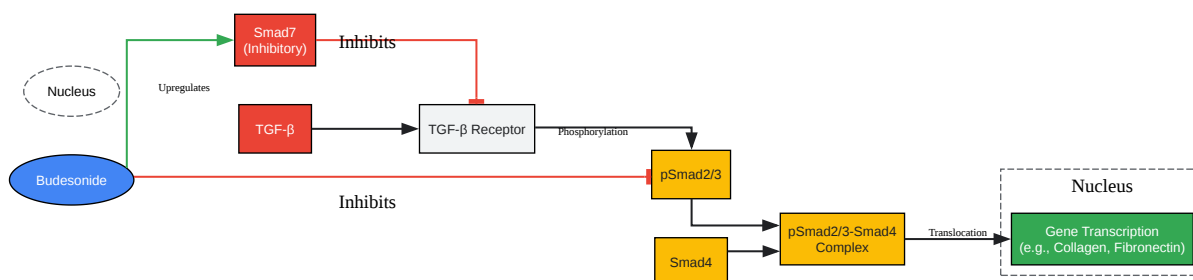 Smad7
(Inhibitory)
Inhibits
Nucleus
Upregulates
TGF-β
TGF-β Receptor
Phosphorylation
Budesonide
pSmad2/3
Inhibits
Nucleus
pSmad2/3-Smad4
Complex
Translocation
Gene Transcription
(e.g., Collagen, Fibronectin)
Smad4